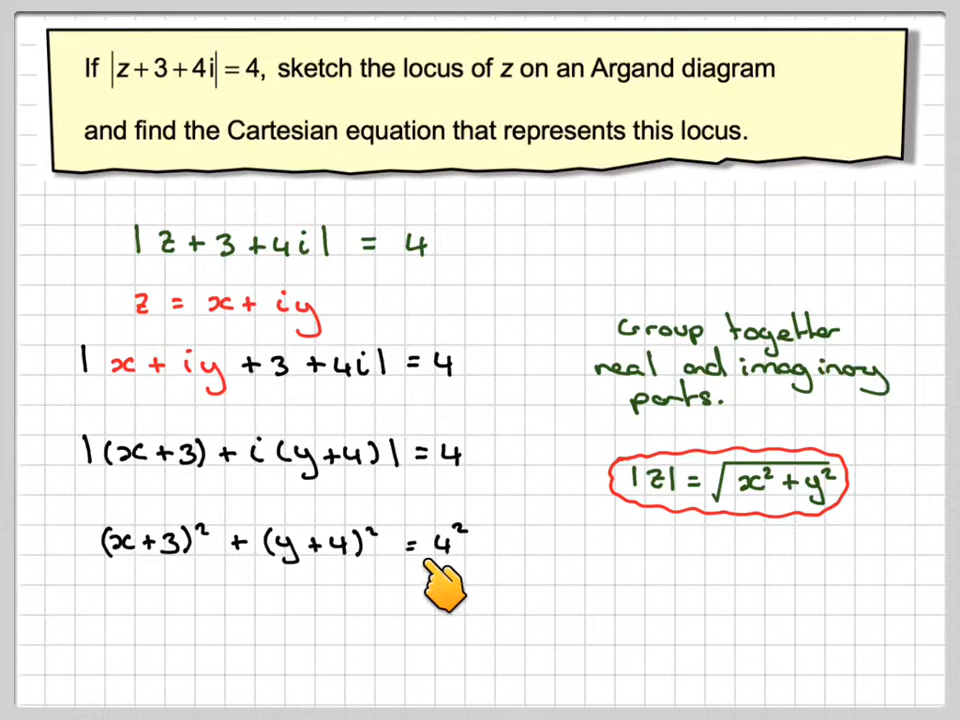 If |z+3+4i| = 4, sketch the locus of z on an Argand diagram
and find the Cartesian equation that represents this locus.
|z+3+4i| = 4
z = x+iy
|x+iy+3+4i| = 4
|(x+3)+i(y+4)| = 4
(x+3)² + (y+4)² = 4²
Group together
real and imaginary
parts.
|z| = √x²+y²